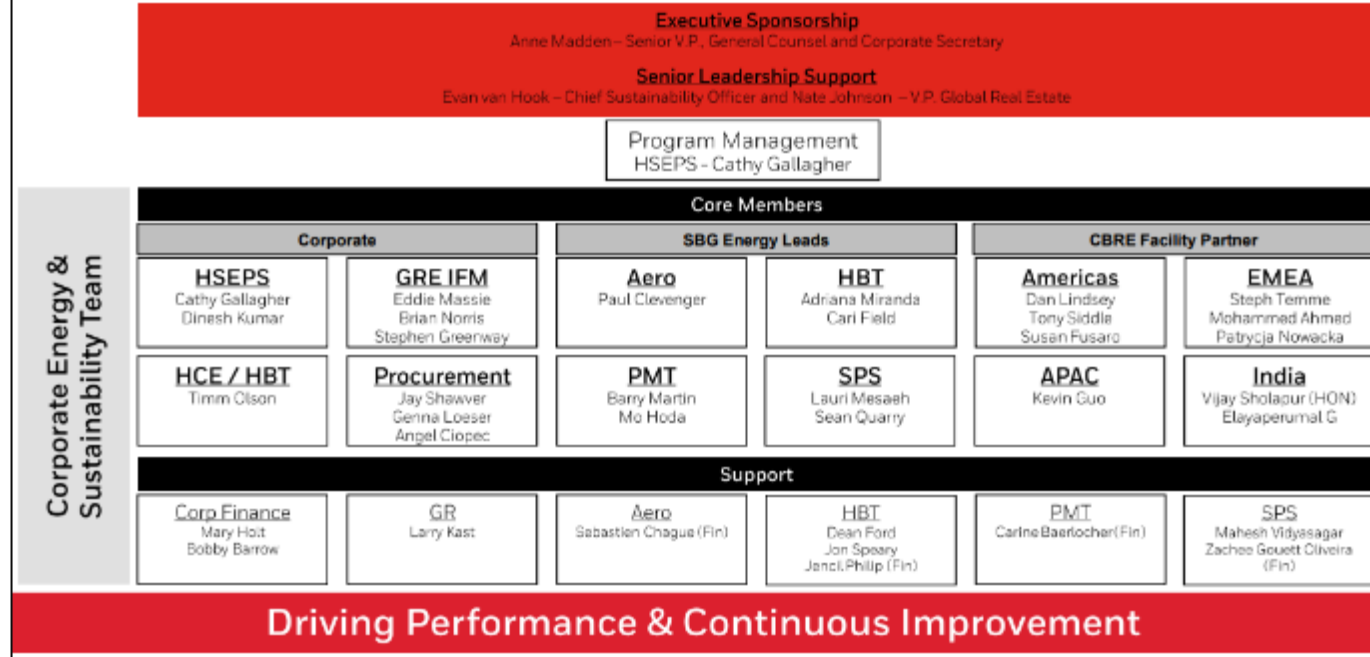 Executive Sponsorship
Anne Madden – Senior V.P., General Counsel and Corporate Secretary
Senior Leadership Support
Evan van Hook – Chief Sustainability Officer and Nate Johnson – V.P. Global Real Estate
Program Management
HSEPS - Cathy Gallagher
Corporate Energy &
Sustainability Team
Core Members
Corporate
SBG Energy Leads
CBRE Facility Partner
HSEPS
Cathy Gallagher
Dinesh Kumar
GRE IFM
Eddie Massie
Brian Norris
Stephen Greenway
Aero
Paul Clevenger
HBT
Adriana Miranda
Cari Field
Americas
Dan Lindsey
Tony Siddle
Susan Fusaro
EMEA
Steph Temme
Mohammed Ahmed
Patrycja Nowacka
HCE / HBT
Timm Olson
Procurement
Jay Shawver
Genna Loeser
Angel Ciopec
PMT
Barry Martin
Mo Hoda
SPS
Lauri Mesaeh
Sean Quarry
APAC
Kevin Guo
India
Vijay Sholapur (HON)
Elayaperumal G
Support
Corp Finance
Mary Holt
Bobby Barrow
GR
Larry Kast
Aero
Sebastien Chague (Fin)
HBT
Dean Ford
Jon Speary
Jencil Philip (Fin)
PMT
Carine Baerlocher (Fin)
SPS
Mahesh Vidyasagar
Zachee Gouett Oliveira
(Fin)
Driving Performance & Continuous Improvement